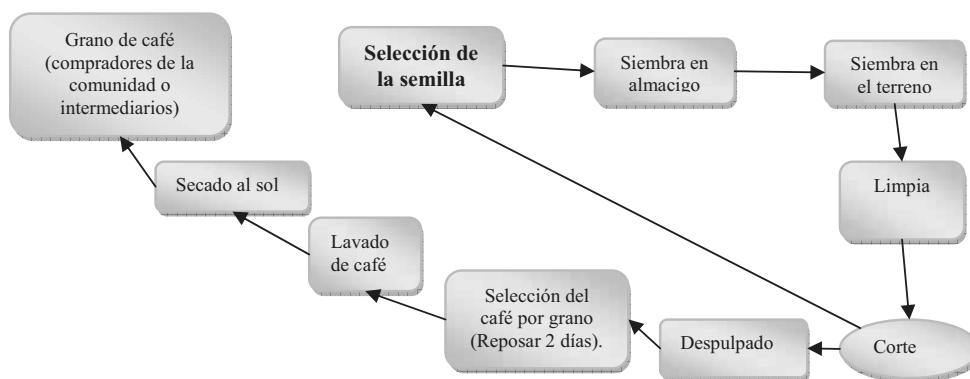 Selección de
la semilla
Siembra en
almacigo
Siembra en
el terreno
Limpia
Corte
Despulpado
Selección del
café por grano
(Reposar 2 días).
Lavado
de café
Secado al sol
Grano de café
(compradores de la
comunidad o
intermediarios)